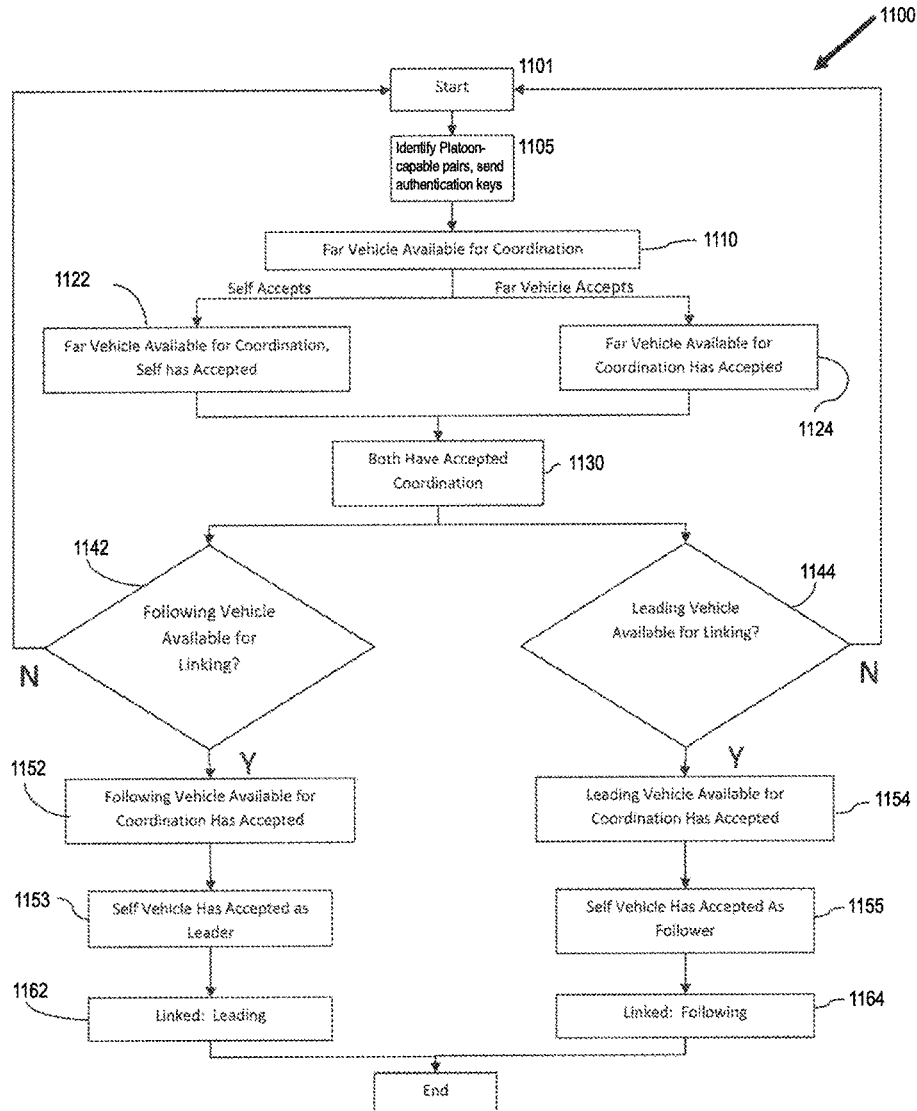 1100
1101
Start
Identify Platoon-
capable pairs, send
authentication keys
1105
Far Vehicle Available for Coordination
1110
Self Accepts
Far Vehicle Accepts
1122
Far Vehicle Available for Coordination,
Self has Accepted
Far Vehicle Available for
Coordination Has Accepted
1124
Both Have Accepted
Coordination
1130
1142
Following Vehicle
Available for
Linking?
N
Y
1144
Leading Vehicle
Available for Linking?
N
Y
1152
Following Vehicle Available for
Coordination Has Accepted
Leading Vehicle Available for
Coordination Has Accepted
1154
1153
Self Vehicle Has Accepted as
Leader
Self Vehicle Has Accepted As
Follower
1155
1162
Linked: Leading
Linked: Following
1164
End